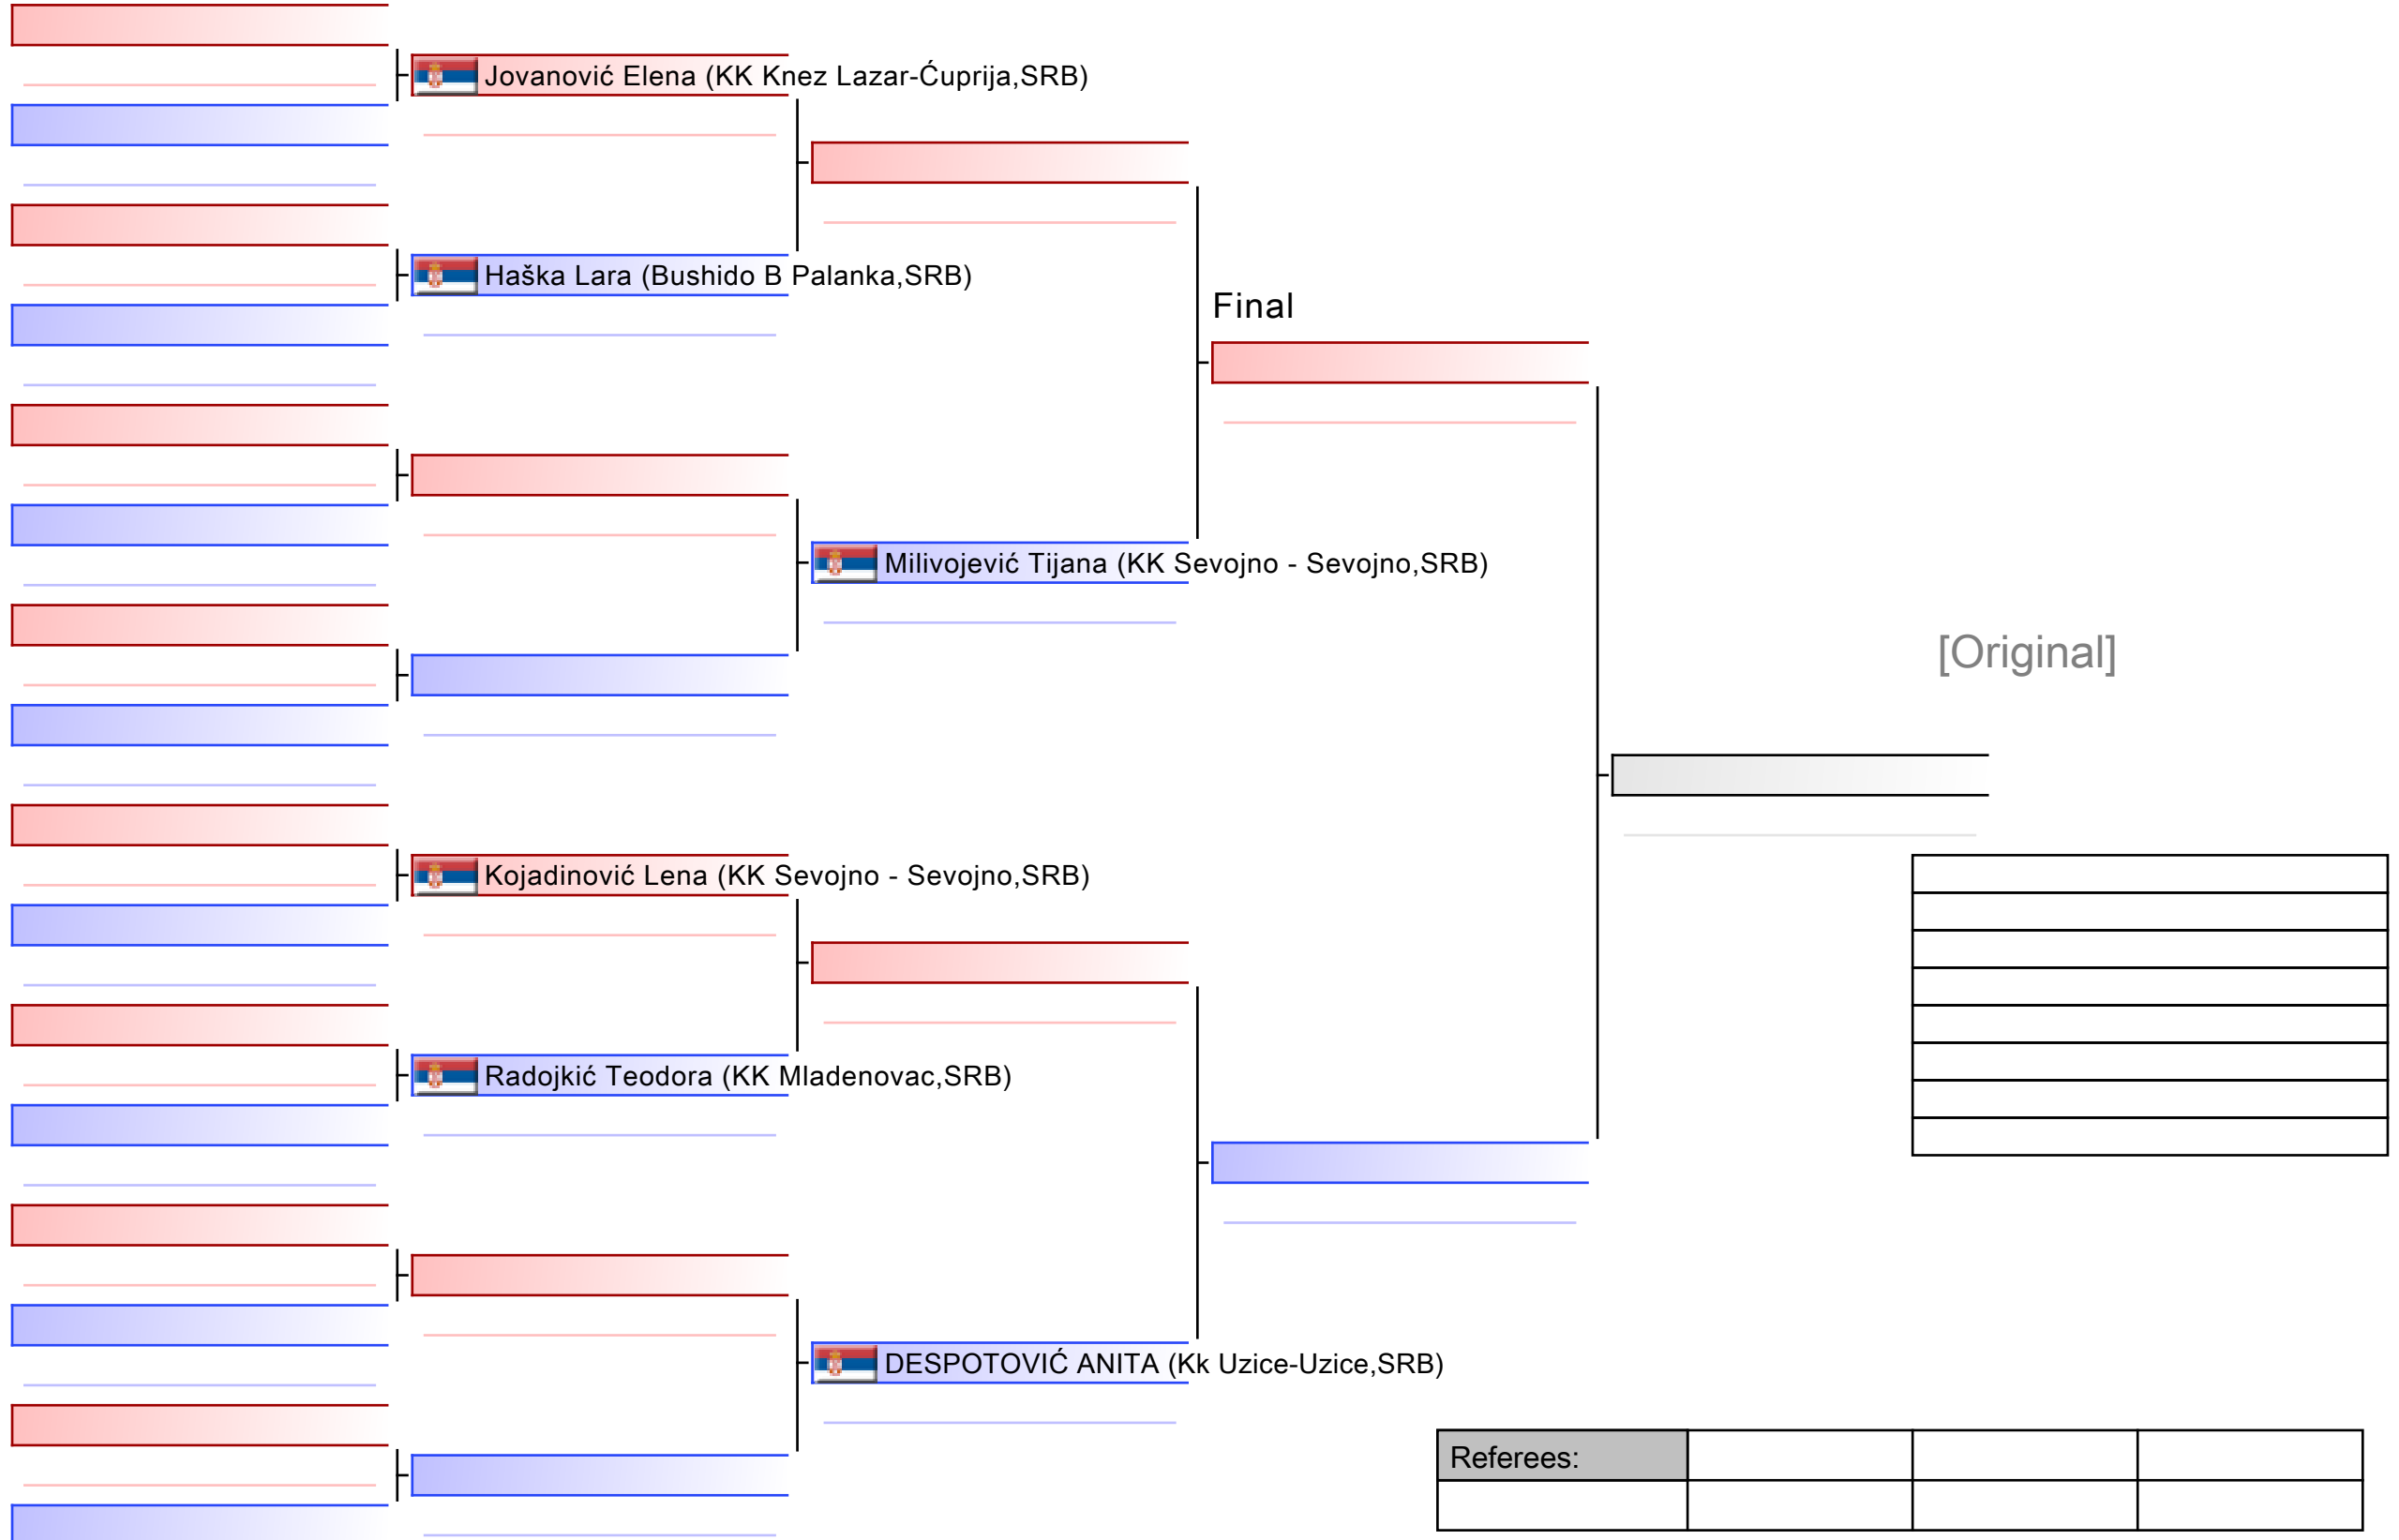 Jovanović Elena (KK Knez Lazar-Ćuprija,SRB)
Haška Lara (Bushido B Palanka,SRB)
Final
Milivojević Tijana (KK Sevojno - Sevojno,SRB)
[Original]
Kojadinović Lena (KK Sevojno - Sevojno,SRB)
Radojkić Teodora (KK Mladenovac,SRB)
DESPOTOVIĆ ANITA (Kk Uzice-Uzice,SRB)
Referees: